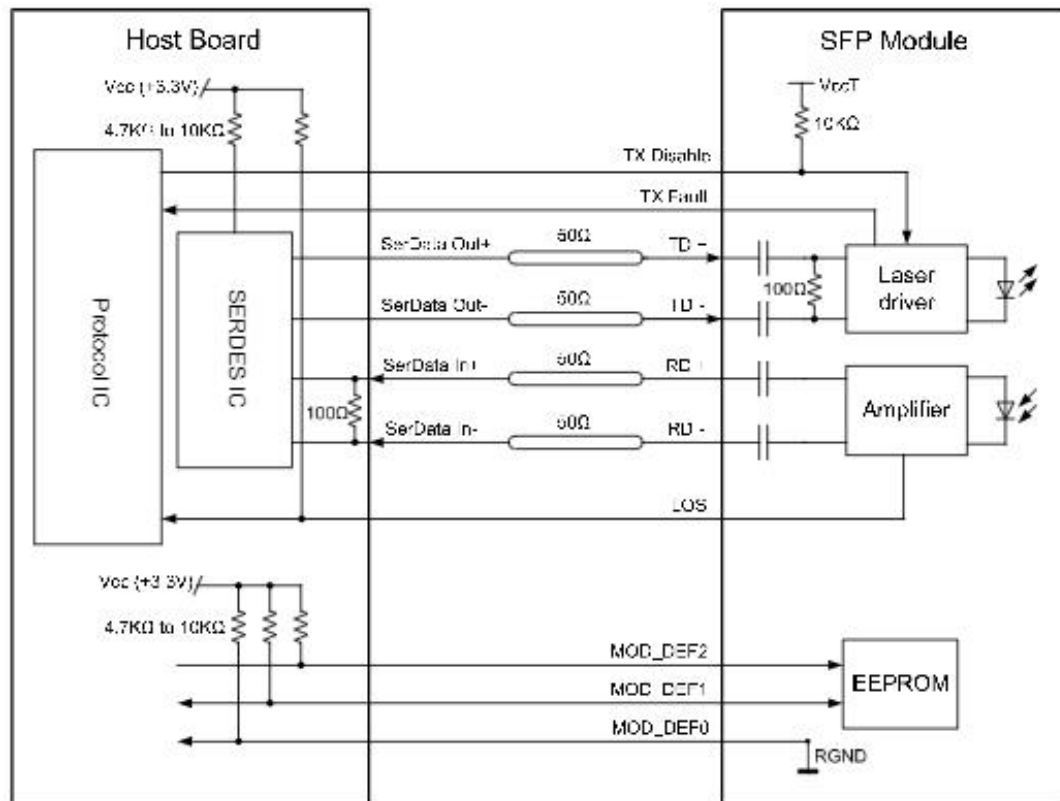 Host Board
SFP Module
Vcc (+3.3V)
4.7KΩ to 10KΩ
VccT
10KΩ
TX Disable
TX Fault
SerData Out+
50Ω
TD +
SerData Out-
50Ω
TD -
100Ω
Laser
driver
Protocol IC
SERDES IC
SerData In+
50Ω
RD +
100Ω
SerData In-
50Ω
RD -
Amplifier
LOS
Vcc (+3.3V)
4.7KΩ to 10KΩ
MOD_DEF2
MOD_DEF1
MOD_DEF0
EEPROM
RGND